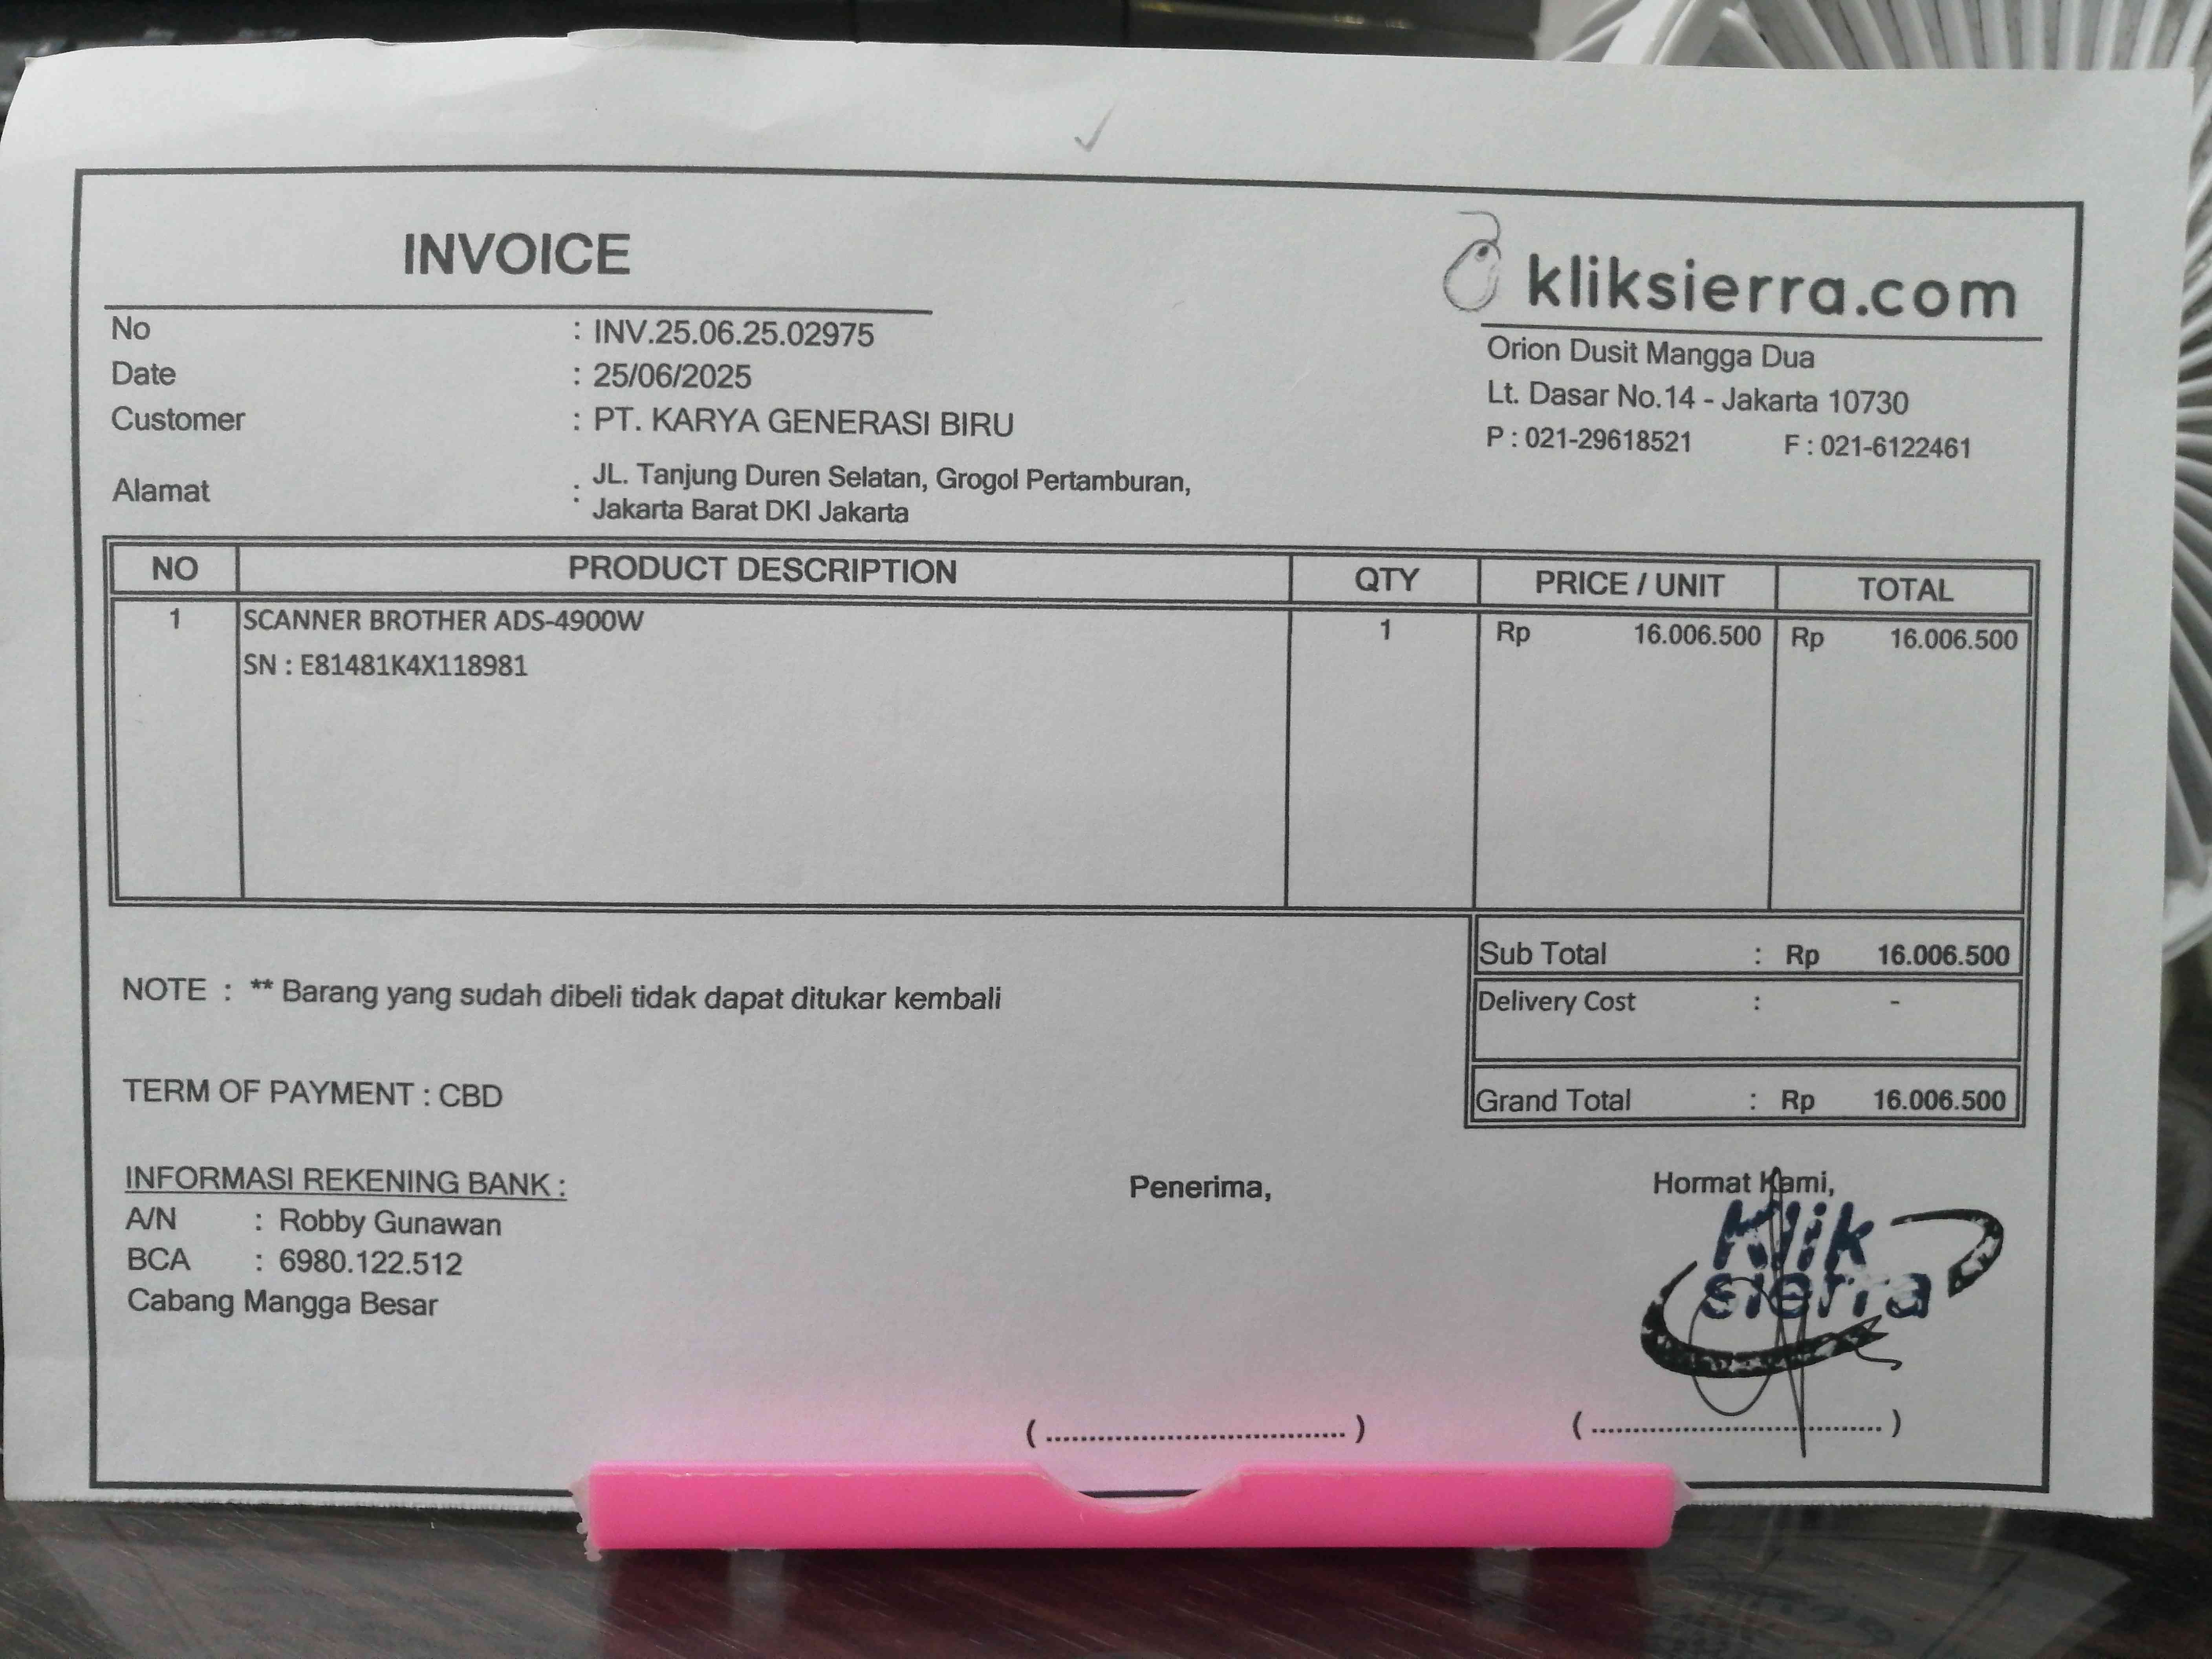 INVOICE
kliksierra.com
No : INV.25.06.25.02975
Date : 25/06/2025
Customer : PT. KARYA GENERASI BIRU
Alamat : JL. Tanjung Duren Selatan, Grogol Pertamburan,
Jakarta Barat DKI Jakarta
Orion Dusit Mangga Dua
Lt. Dasar No.14 - Jakarta 10730
P : 021-29618521 F : 021-6122461
NO PRODUCT DESCRIPTION QTY PRICE / UNIT TOTAL
1 SCANNER BROTHER ADS-4900W 1 Rp 16.006.500 Rp 16.006.500
SN : E81481K4X118981
Sub Total : Rp 16.006.500
NOTE : ** Barang yang sudah dibeli tidak dapat ditukar kembali
Delivery Cost : -
TERM OF PAYMENT : CBD
Grand Total : Rp 16.006.500
INFORMASI REKENING BANK :
A/N : Robby Gunawan
BCA : 6980.122.512
Cabang Mangga Besar
Penerima,
Hormat Kami,
Klik
sierra
( .................................. ) ( .................................. )